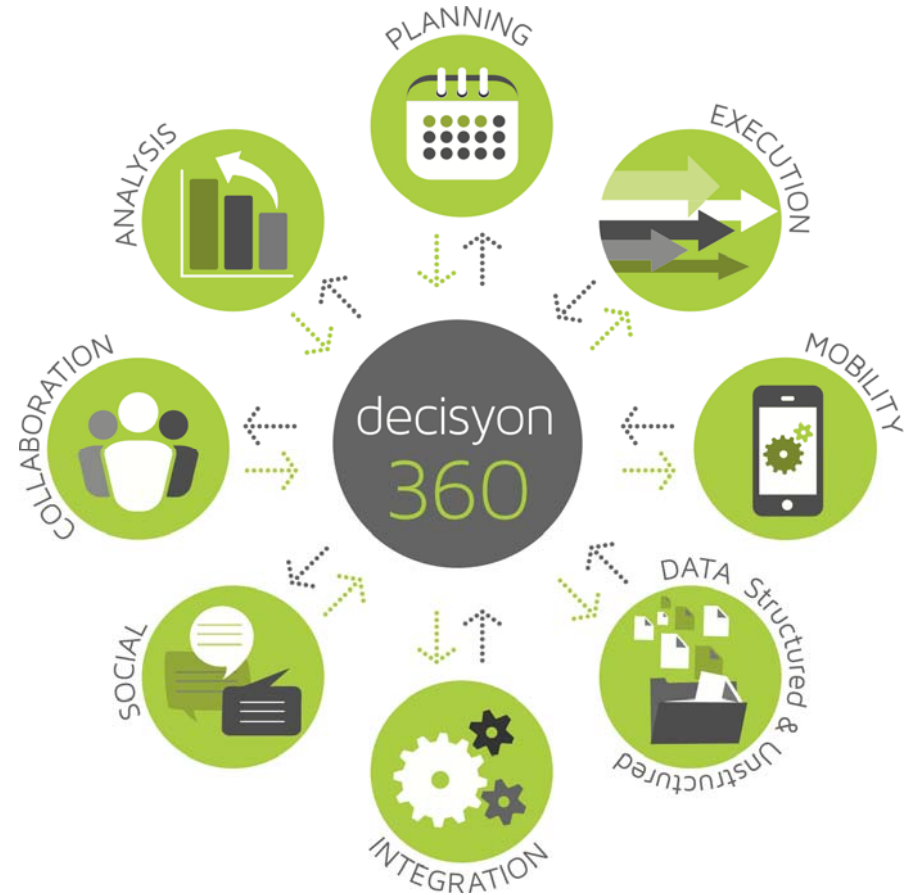 PLANNING
EXECUTION
MOBILITY
DATA Structured & Unstructured
INTEGRATION
SOCIAL
COLLABORATION
ANALYSIS
decisyon
360